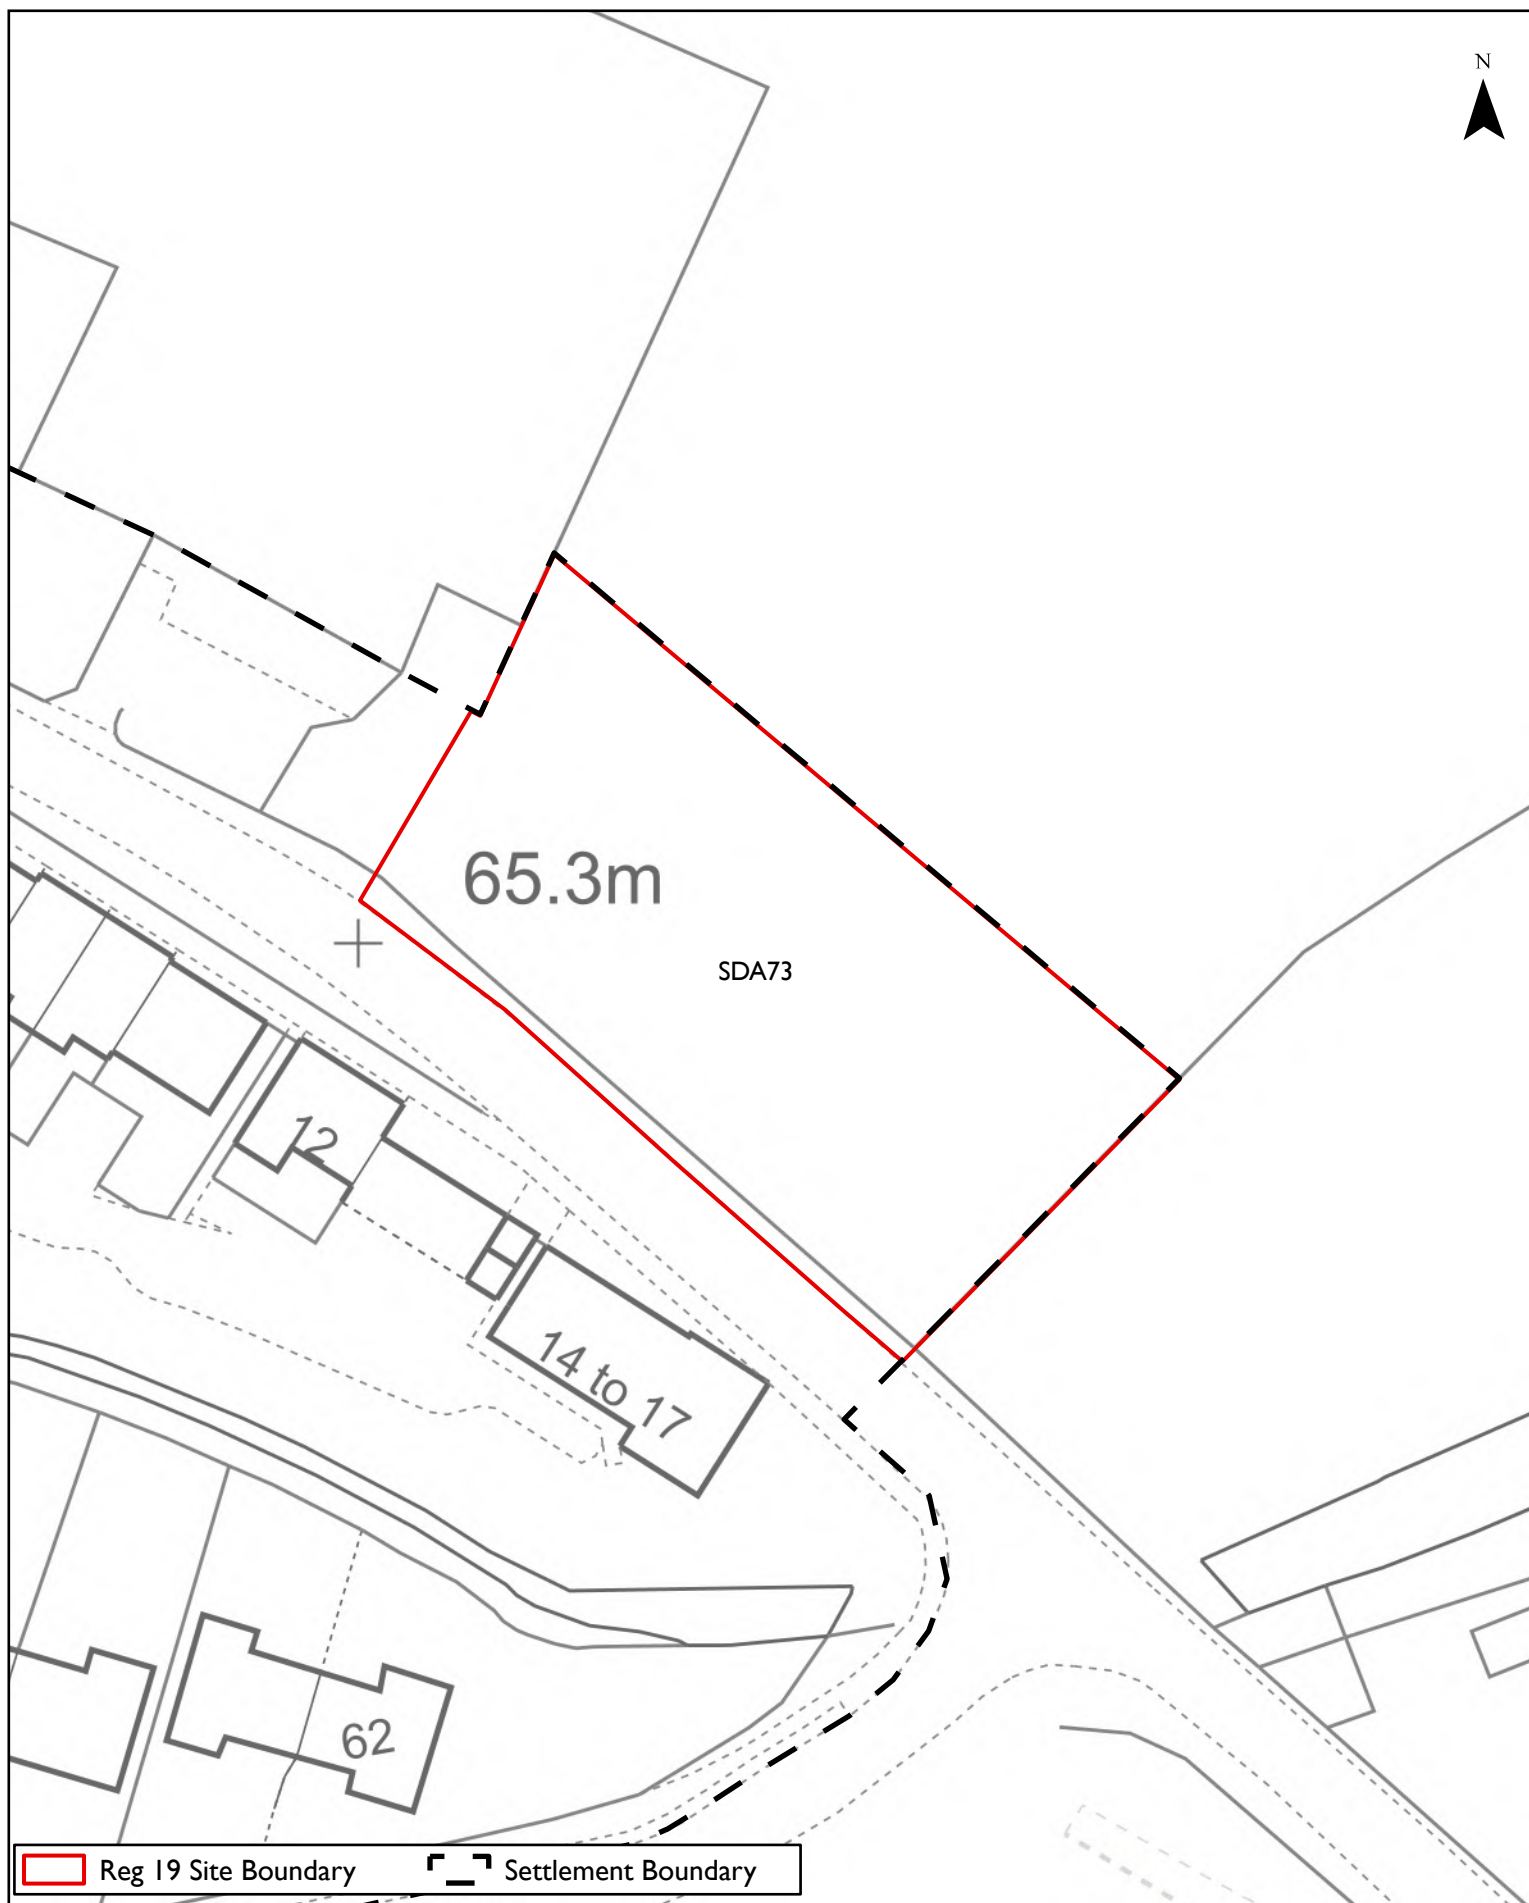 N
65.3m
SDA73
12
14 to 17
62
Reg 19 Site Boundary
Settlement Boundary